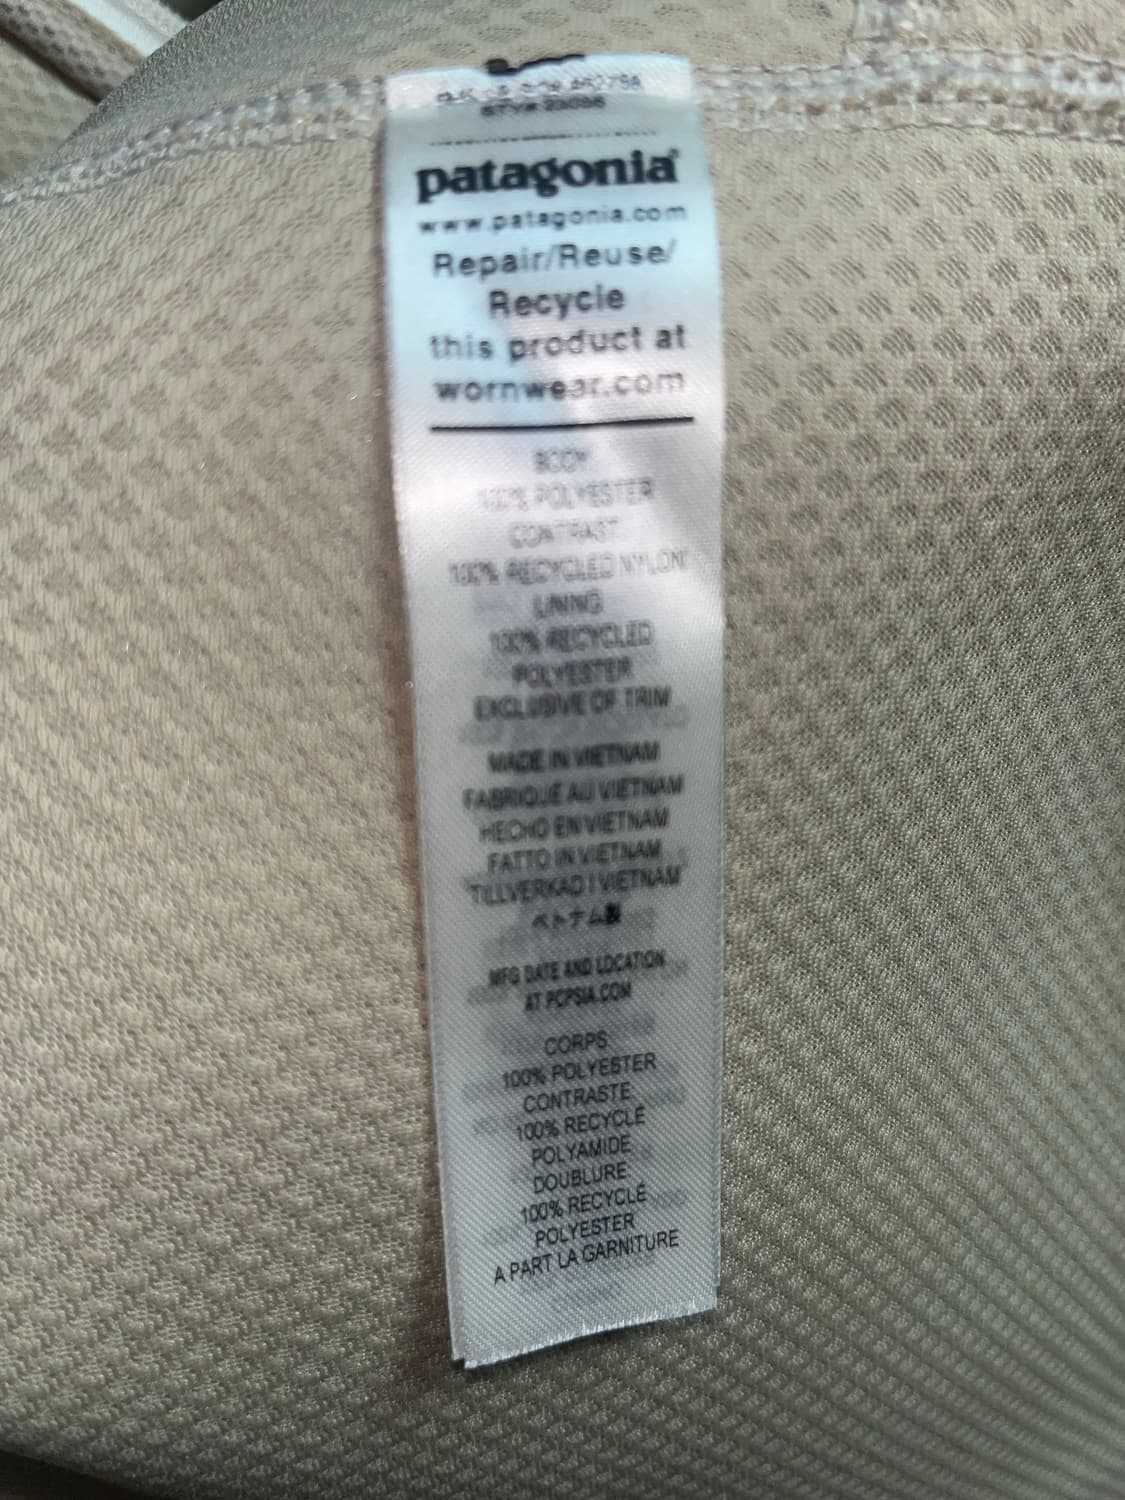 patagonia®
www.patagonia.com
Repair/Reuse/
Recycle
this product at
wornwear.com
BODY
100% POLYESTER
CONTRAST
100% RECYCLED NYLON
LINING
100% RECYCLED
POLYESTER
EXCLUSIVE OF TRIM
MADE IN VIETNAM
FABRIQUÉ AU VIETNAM
HECHO EN VIETNAM
FATTO IN VIETNAM
TILLVERKAD I VIETNAM
ベトナム製
MFG DATE AND LOCATION
AT PCPSIA.COM
CORPS
100% POLYESTER
CONTRASTE
100% RECYCLÉ
POLYAMIDE
DOUBLURE
100% RECYCLÉ
POLYESTER
A PART LA GARNITURE